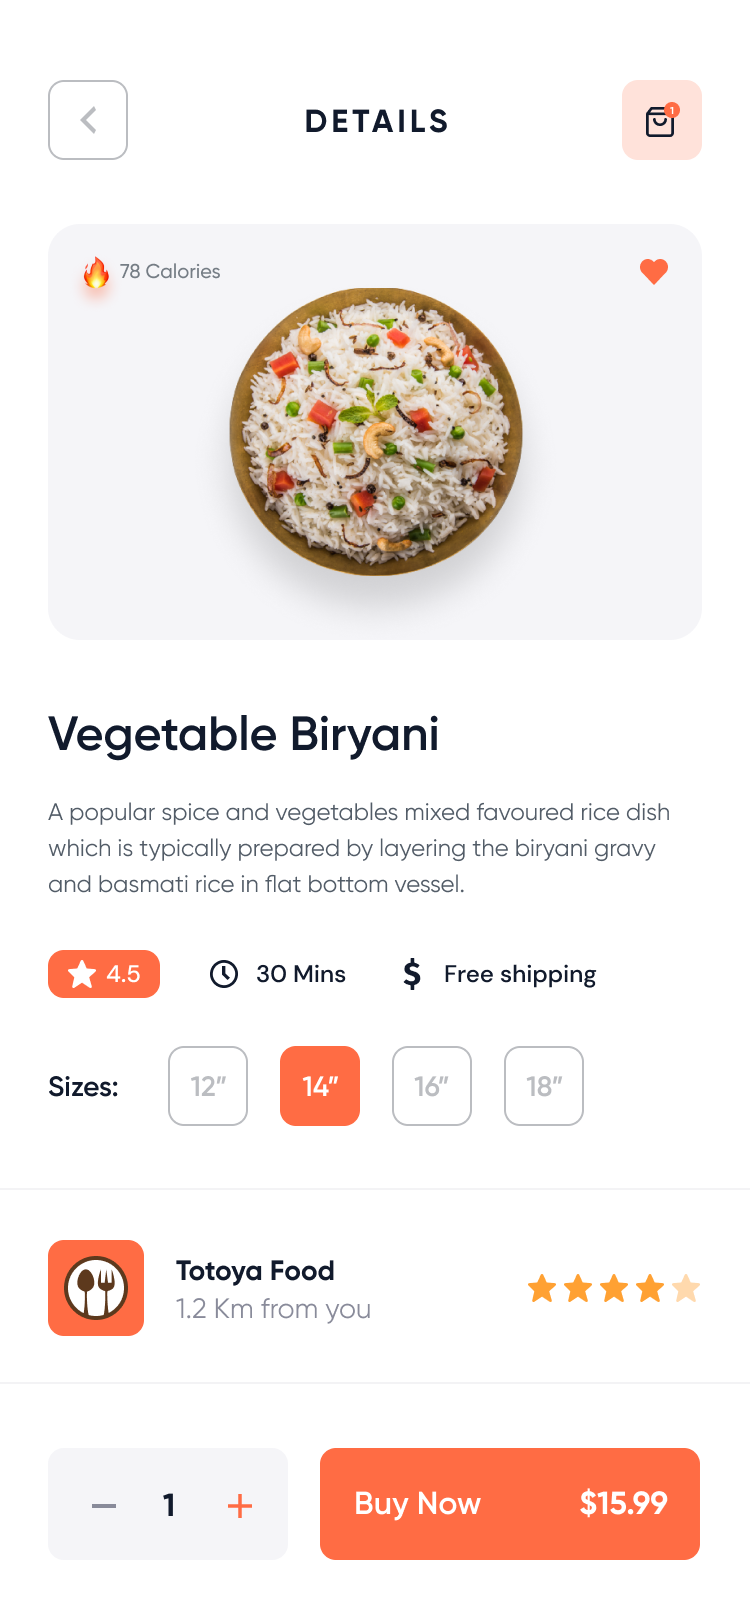 DETAILS
1
78 Calories
Vegetable Biryani
A popular spice and vegetables mixed favoured rice dish
which is typically prepared by layering the biryani gravy
and basmati rice in flat bottom vessel.
4.5
30 Mins
$ Free shipping
Sizes:
12”
14”
16”
18”
Totoya Food
1.2 Km from you
1
Buy Now
$15.99